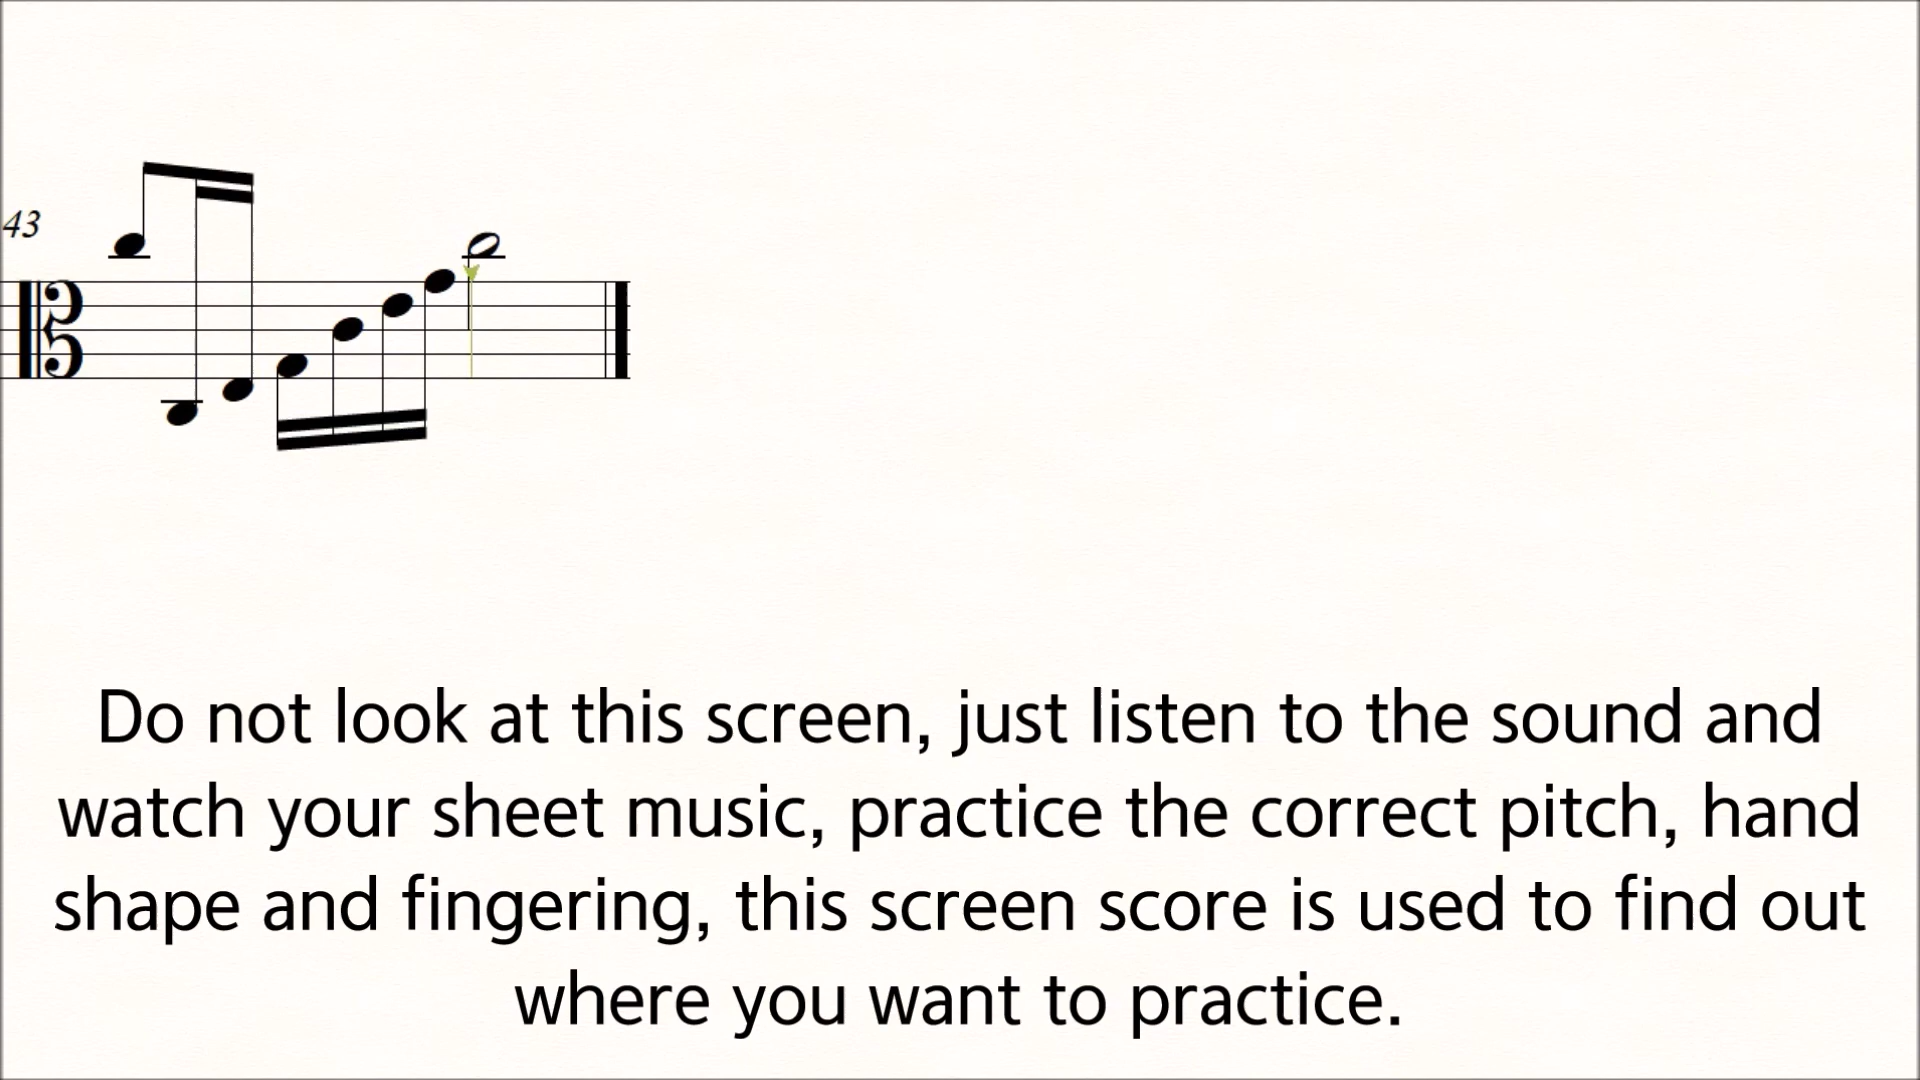 43
Do not look at this screen, just listen to the sound and
watch your sheet music, practice the correct pitch, hand
shape and fingering, this screen score is used to find out
where you want to practice.